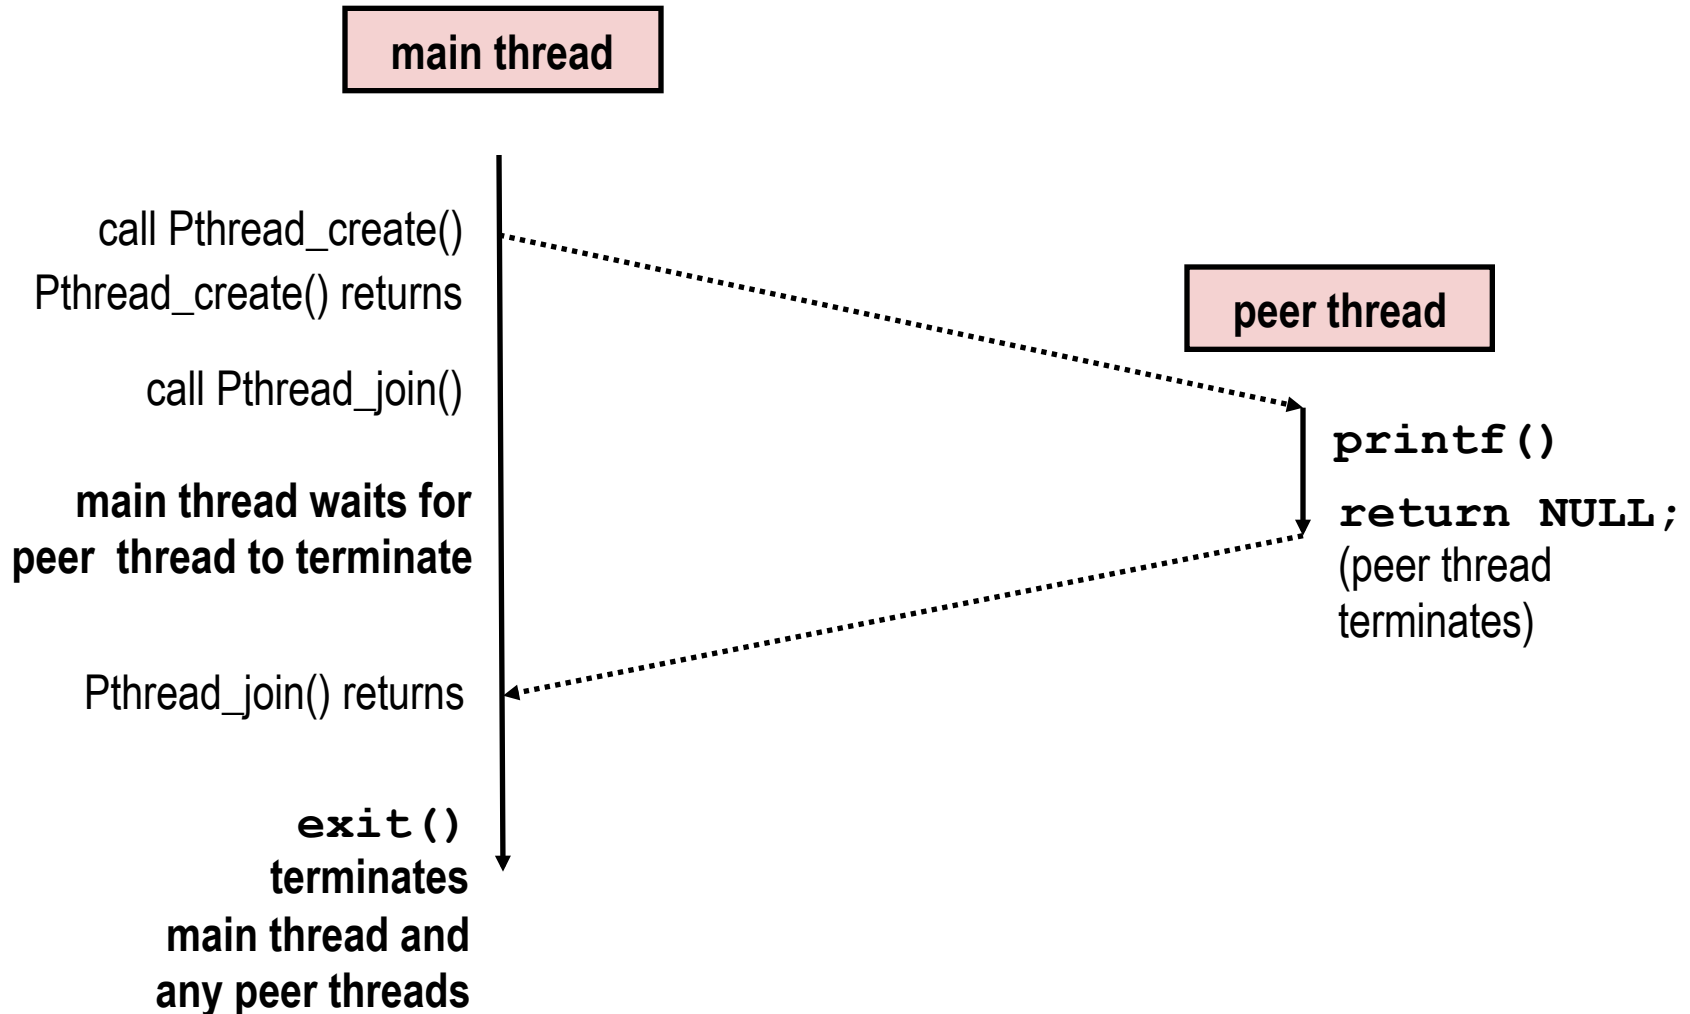 main thread
call Pthread_create()
Pthread_create() returns
peer thread
call Pthread_join()
printf()
main thread waits for
peer  thread to terminate
return NULL;
(peer thread
terminates)
Pthread_join() returns
exit()
terminates
main thread and
any peer threads